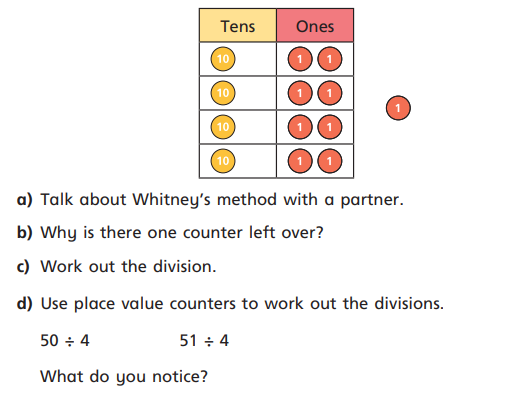 Tens Ones
10 1 1
10 1 1
1
10 1 1
10 1 1
a) Talk about Whitney's method with a partner.
b) Why is there one counter left over?
c) Work out the division.
d) Use place value counters to work out the divisions.
50 ÷ 4 51 ÷ 4
What do you notice?